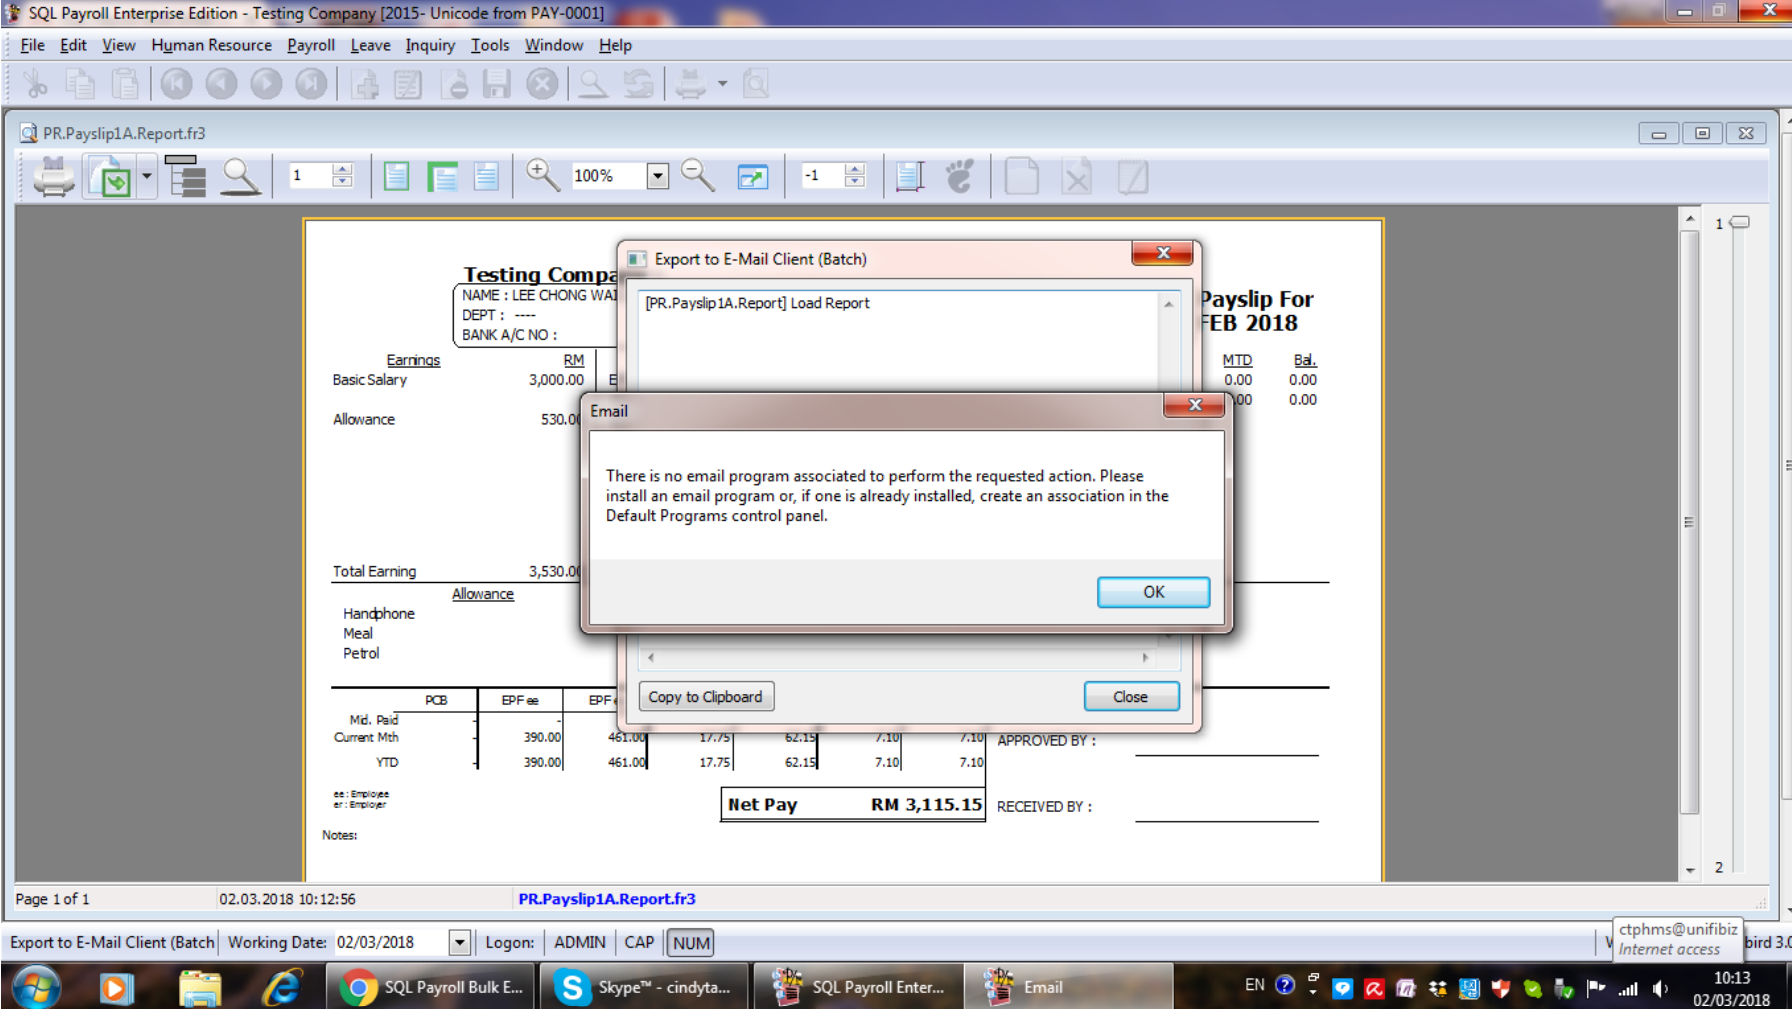 SQL Payroll Enterprise Edition - Testing Company [2015- Unicode from PAY-0001]
File Edit View Human Resource Payroll Leave Inquiry Tools Window Help
PR.Payslip1A.Report.fr3
1 100% -1
1
Export to E-Mail Client (Batch)
[PR.Payslip1A.Report] Load Report
Testing Compa
NAME : LEE CHONG WAI
DEPT : ----
BANK A/C NO :
Payslip For
FEB 2018
Earnings RM MTD Bal.
Basic Salary 3,000.00 E 0.00 0.00
Allowance 530.00 0.00
Email
There is no email program associated to perform the requested action. Please
install an email program or, if one is already installed, create an association in the
Default Programs control panel.
OK
Total Earning 3,530.00
Allowance
Handphone
Meal
Petrol
Copy to Clipboard Close
PCB EPF ee EPF
Mid. Paid - - -
Current Mth - 390.00 461.00 17.75 62.15 7.10 7.10 APPROVED BY :
YTD - 390.00 461.00 17.75 62.15 7.10 7.10
ee : Employee
er : Employer
Net Pay RM 3,115.15 RECEIVED BY :
Notes:
2
Page 1 of 1 02.03.2018 10:12:56 PR.Payslip1A.Report.fr3
Export to E-Mail Client (Batch Working Date: 02/03/2018 Logon: ADMIN CAP NUM bird 3.0
ctphms@unifibiz
Internet access
SQL Payroll Bulk E... Skype™ - cindyta... SQL Payroll Enter... Email EN 10:13
02/03/2018